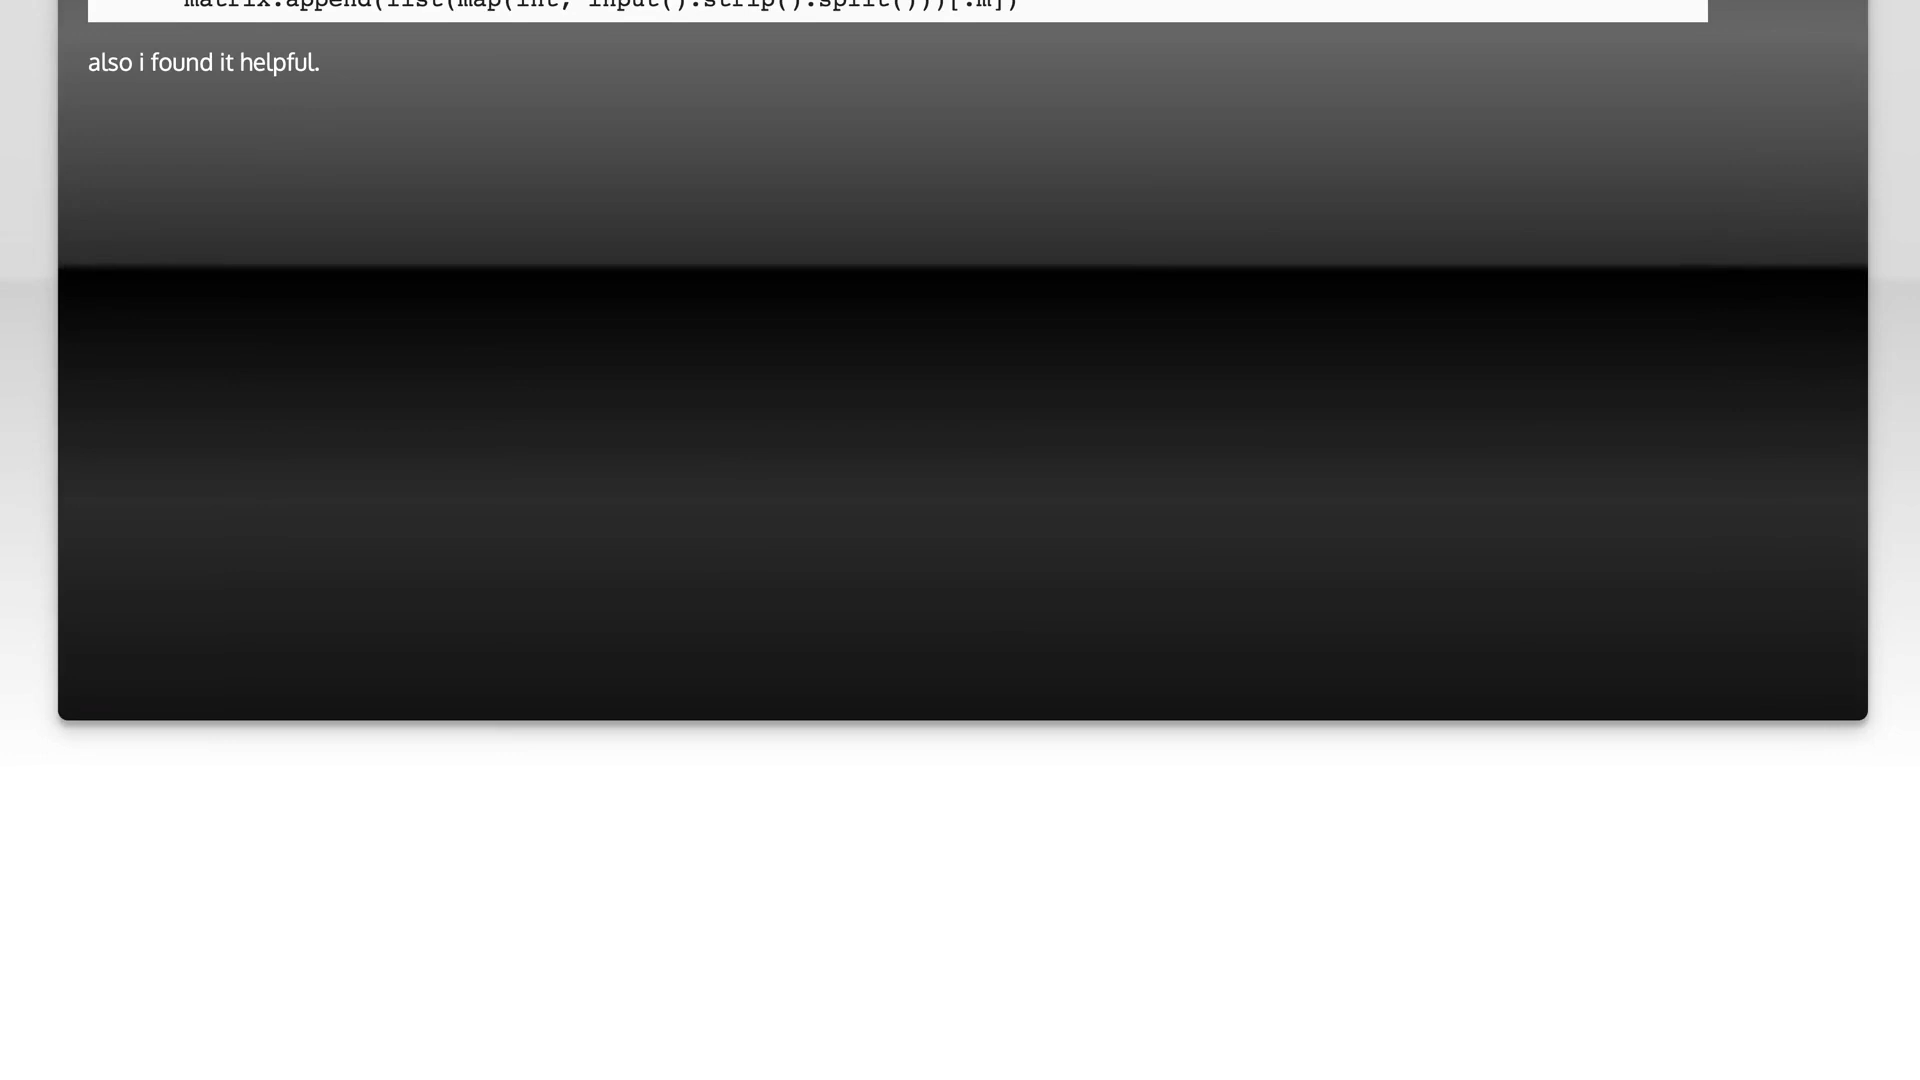 matrix.append(list(map(int, input().strip().split()))[:m])
also i found it helpful.